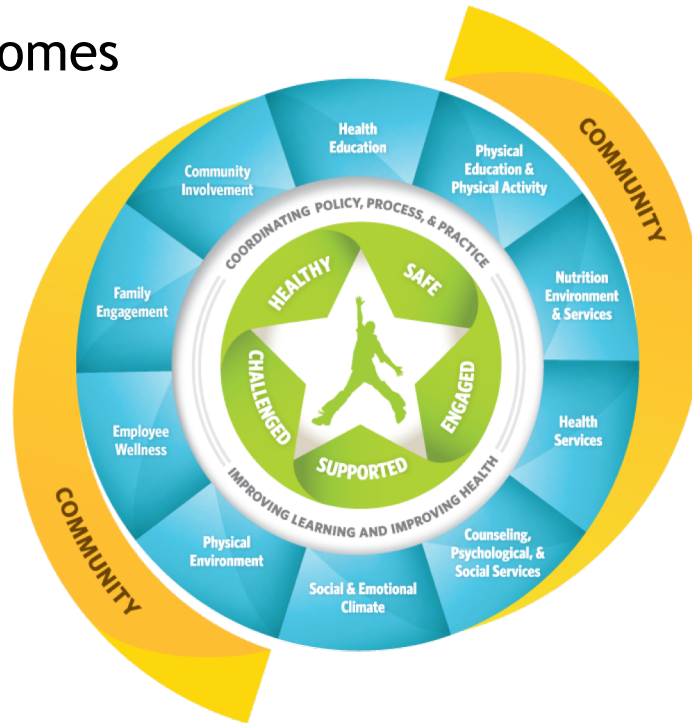 omes
COMMUNITY
Health
Education
Physical
Education &
Physical Activity
Nutrition
Environment
& Services
Health
Services
Counseling,
Psychological, &
Social Services
Social & Emotional
Climate
Physical
Environment
Employee
Wellness
Family
Engagement
Community
Involvement
COORDINATING POLICY, PROCESS, & PRACTICE
IMPROVING LEARNING AND IMPROVING HEALTH
HEALTHY
SAFE
ENGAGED
SUPPORTED
CHALLENGED
COMMUNITY